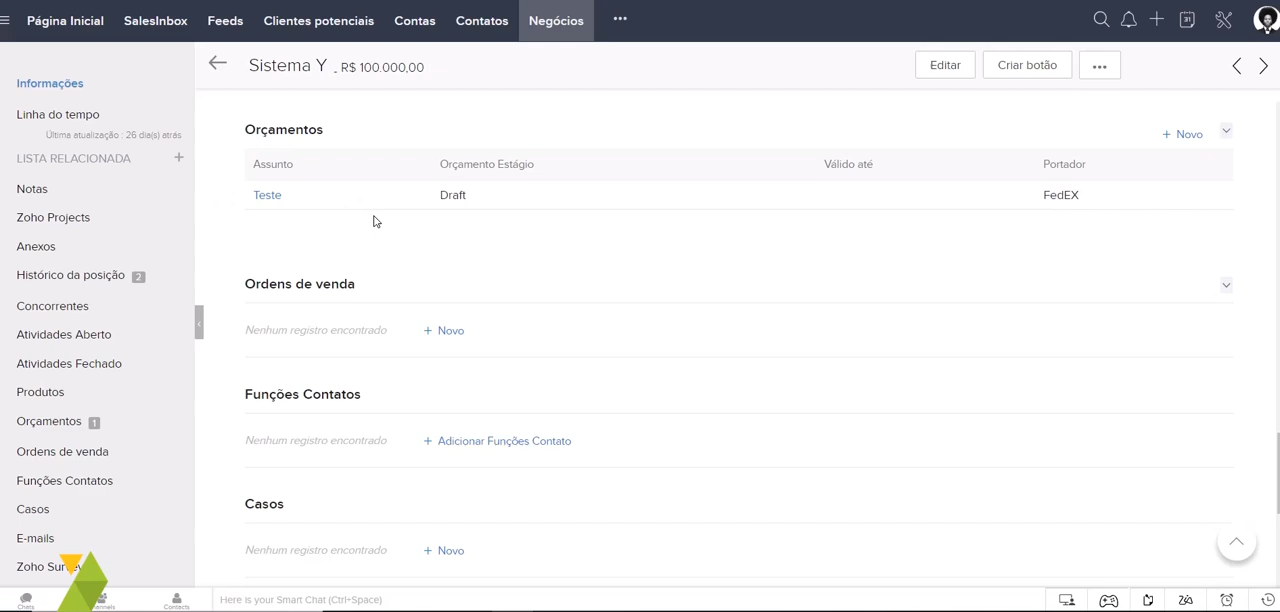 Página Inicial SalesInbox Feeds Clientes potenciais Contas Contatos Negócios •••
31
Sistema Y - R$ 100.000,00
Editar Criar botão •••
Informações
Linha do tempo
Última atualização : 26 dia(s) atrás
LISTA RELACIONADA +
Notas
Zoho Projects
Anexos
Histórico da posição 2
Concorrentes
Atividades Aberto
Atividades Fechado
Produtos
Orçamentos 1
Ordens de venda
Funções Contatos
Casos
E-mails
Orçamentos
+ Novo
Assunto Orçamento Estágio Válido até Portador
Teste Draft FedEX
Ordens de venda
Nenhum registro encontrado + Novo
Funções Contatos
Nenhum registro encontrado + Adicionar Funções Contato
Casos
Nenhum registro encontrado + Novo
Chats Contacts
Here is your Smart Chat (Ctrl+Space)